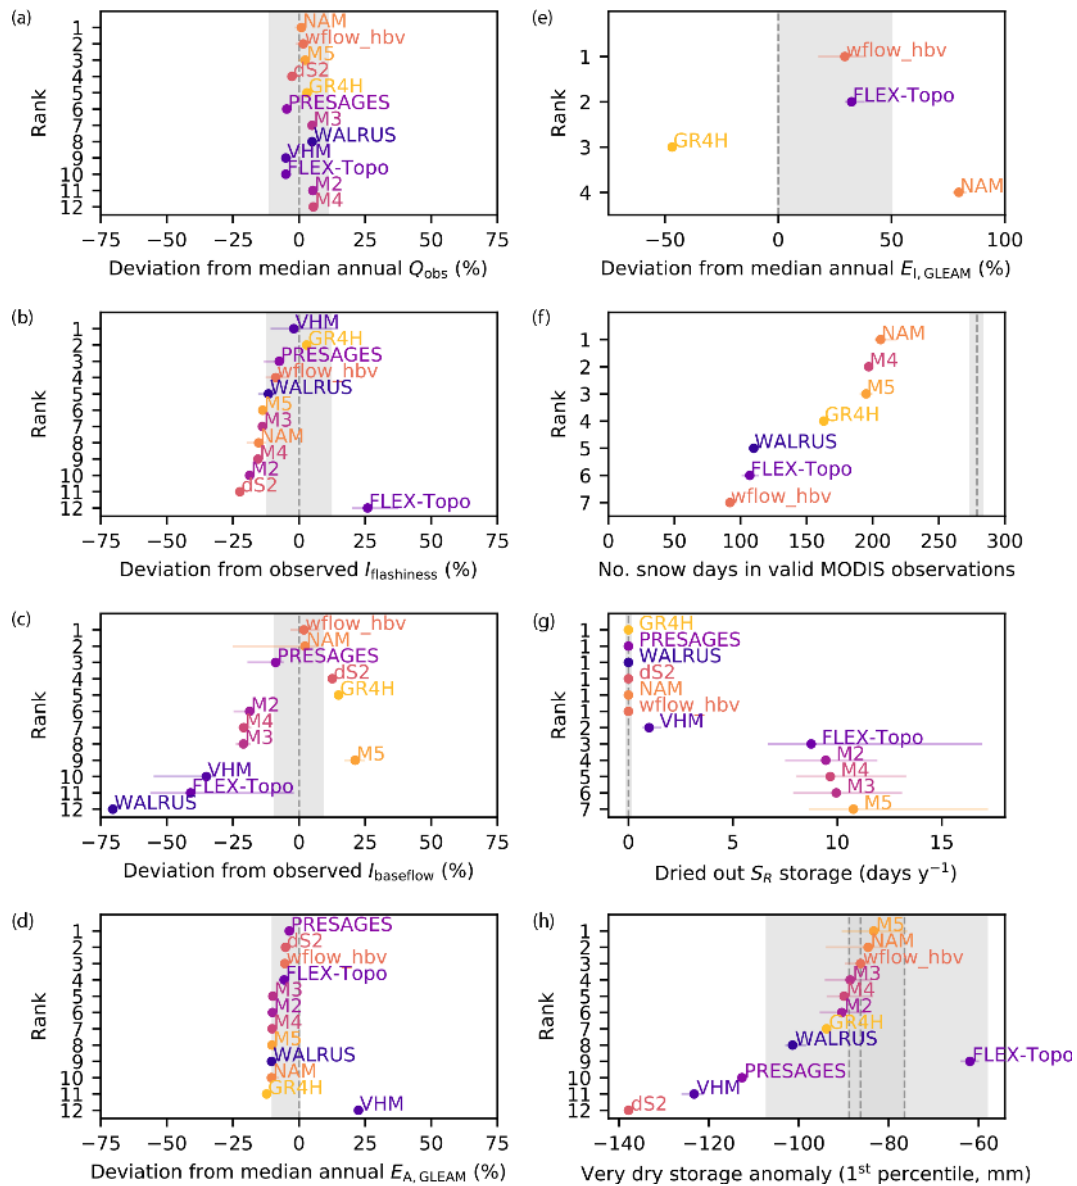 (a)
Rank
1
2
3
4
5
6
7
8
9
10
11
12
NAM
wflow_hbv
M5
dS2
GR4H
PRESAGES
M3
WALRUS
VHM
FLEX-Topo
M2
M4
−75 −50 −25 0 25 50 75
Deviation from median annual Qobs (%)
(e)
Rank
1
2
3
4
wflow_hbv
FLEX-Topo
GR4H
NAM
−50 0 50 100
Deviation from median annual EI, GLEAM (%)
(b)
Rank
1
2
3
4
5
6
7
8
9
10
11
12
VHM
GR4H
PRESAGES
wflow_hbv
WALRUS
M5
M3
NAM
M4
M2
dS2
FLEX-Topo
−75 −50 −25 0 25 50 75
Deviation from observed Iflashiness (%)
(f)
Rank
1
2
3
4
5
6
7
NAM
M4
M5
GR4H
WALRUS
FLEX-Topo
wflow_hbv
0 50 100 150 200 250 300
No. snow days in valid MODIS observations
(c)
Rank
1
2
3
4
5
6
7
8
9
10
11
12
wflow_hbv
NAM
PRESAGES
dS2
GR4H
M2
M4
M3
M5
VHM
FLEX-Topo
WALRUS
−75 −50 −25 0 25 50 75
Deviation from observed Ibaseflow (%)
(g)
Rank
1
1
1
1
1
1
2
3
4
5
6
7
GR4H
PRESAGES
WALRUS
dS2
NAM
wflow_hbv
VHM
FLEX-Topo
M2
M4
M3
M5
0 5 10 15
Dried out SR storage (days y−1)
(d)
Rank
1
2
3
4
5
6
7
8
9
10
11
12
PRESAGES
dS2
wflow_hbv
FLEX-Topo
M3
M2
M4
M5
WALRUS
NAM
GR4H
VHM
−75 −50 −25 0 25 50 75
Deviation from median annual EA, GLEAM (%)
(h)
Rank
1
2
3
4
5
6
7
8
9
10
11
12
M5
NAM
wflow_hbv
M3
M4
M2
GR4H
WALRUS
FLEX-Topo
PRESAGES
VHM
dS2
−140 −120 −100 −80 −60
Very dry storage anomaly (1st percentile, mm)